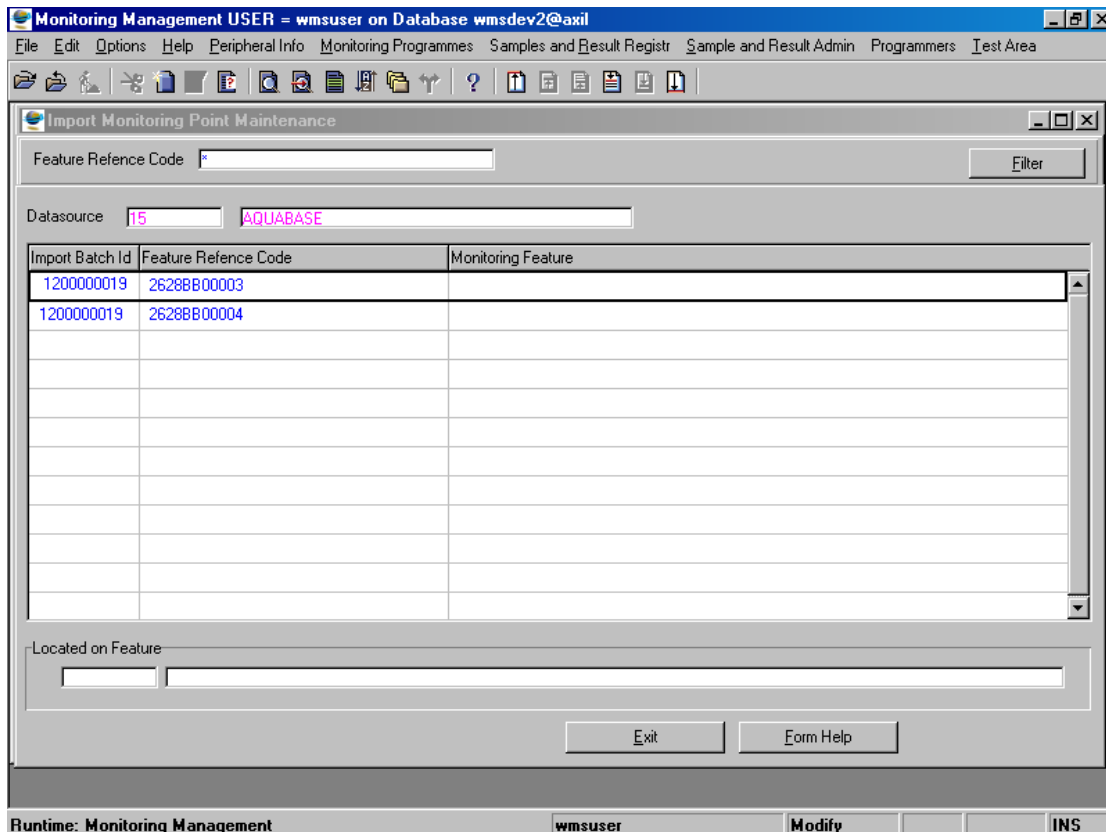 Monitoring Management USER = wmsuser on Database wmsdev2@axil
File Edit Options Help Peripheral Info Monitoring Programmes Samples and Result Registr Sample and Result Admin Programmers Test Area
Import Monitoring Point Maintenance
Feature Refence Code * Filter
Datasource 15 AQUABASE
Import Batch Id Feature Refence Code Monitoring Feature
1200000019 2628BB00003
1200000019 2628BB00004
Located on Feature
Exit Form Help
Runtime: Monitoring Management wmsuser Modify INS